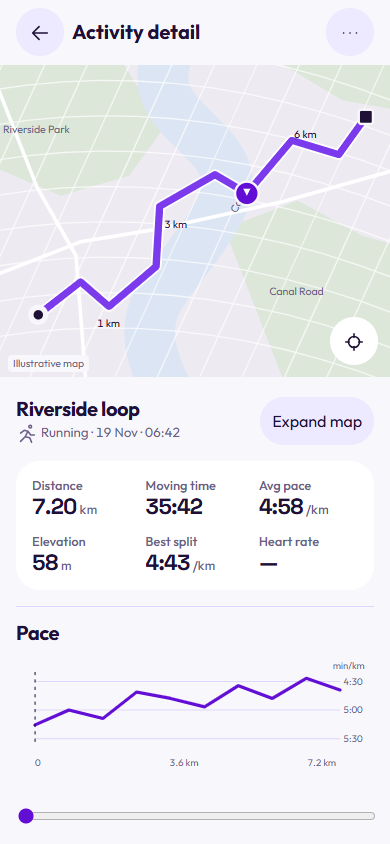 Activity detail
Riverside Park
6 km
3 km
Canal Road
1 km
Illustrative map
Riverside loop
Running · 19 Nov · 06:42
Expand map
Distance
Moving time
Avg pace
7.20 km
35:42
4:58 /km
Elevation
Best split
Heart rate
58 m
4:43 /km
—
Pace
min/km
4:30
5:00
5:30
0
3.6 km
7.2 km